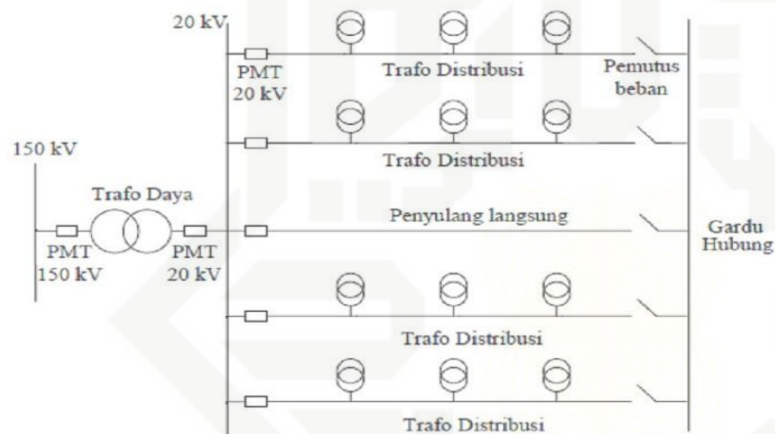 20 kV
PMT
20 kV
Trafo Distribusi
Pemutus
beban
Trafo Distribusi
150 kV
Trafo Daya
PMT
150 kV
PMT
20 kV
Penyulang langsung
Gardu
Hubung
Trafo Distribusi
Trafo Distribusi